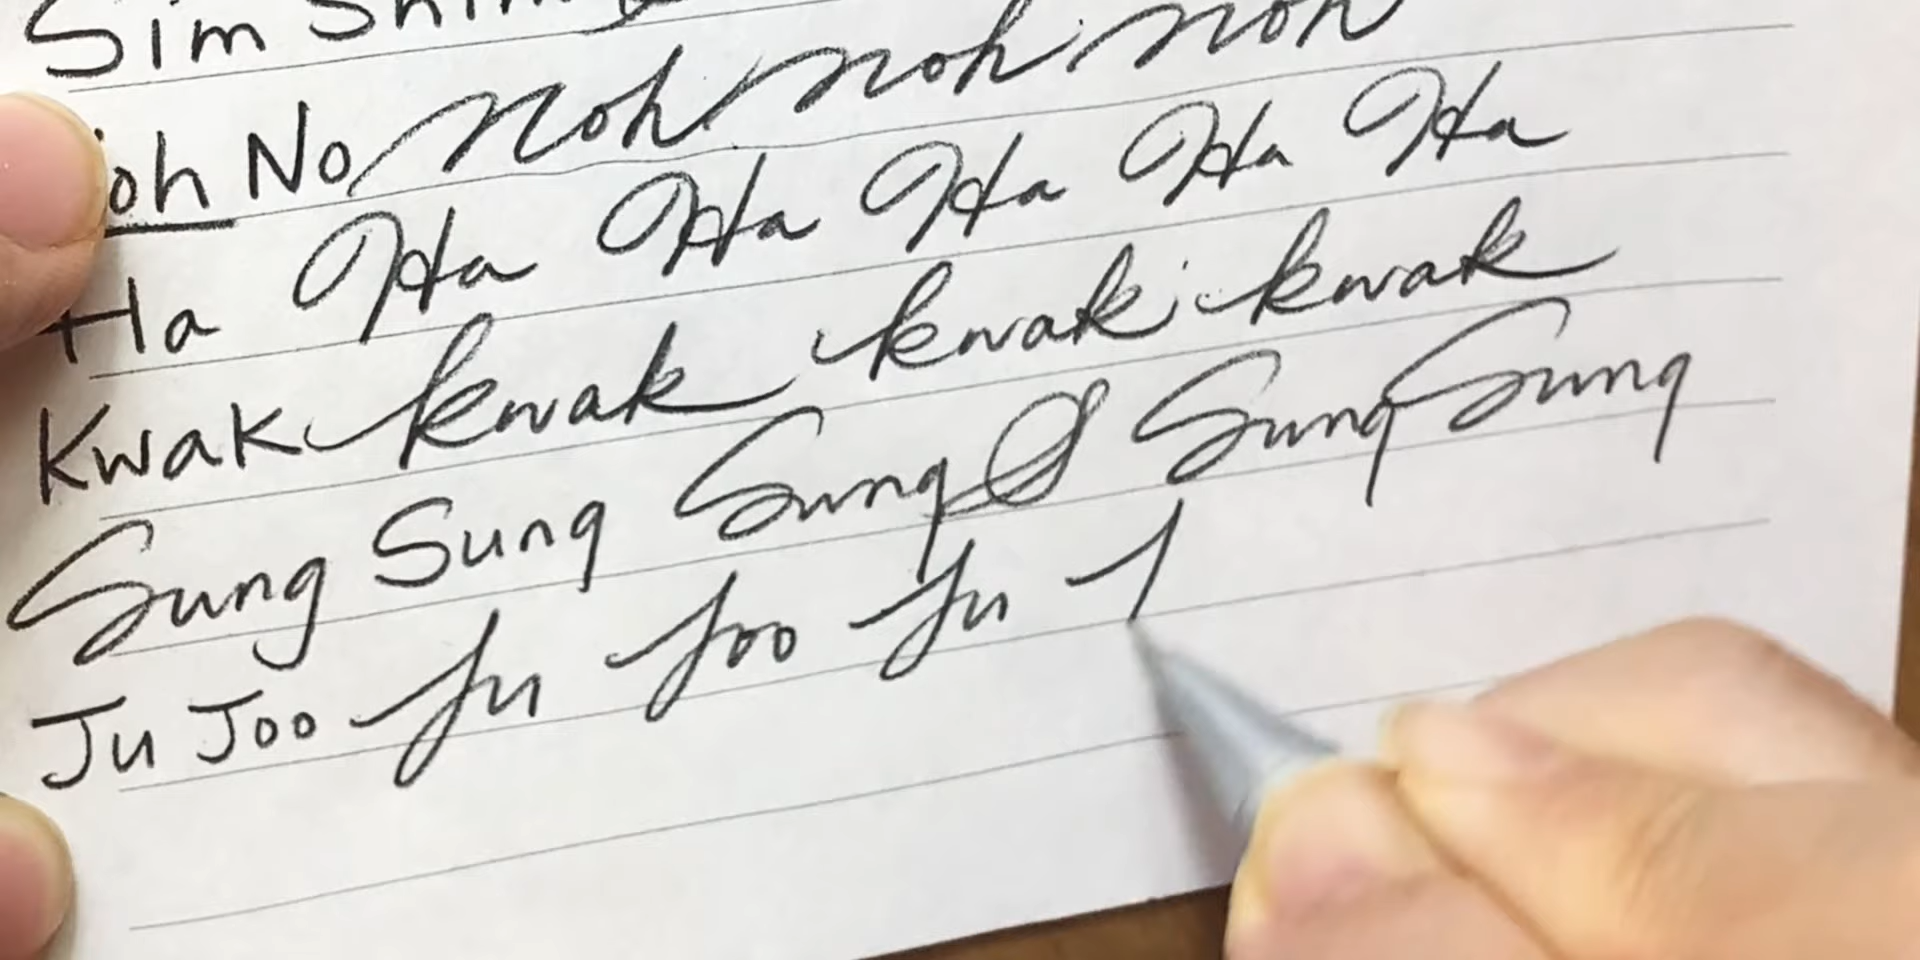 Sim Shim
oh No Noh Noh Noh
Ha Ha Ha Ha Ha Ha
Kwak Kwak Kwak Kwak
Sung Sung Sung S Sung Sung
Ju Joo Ju Joo Ju J